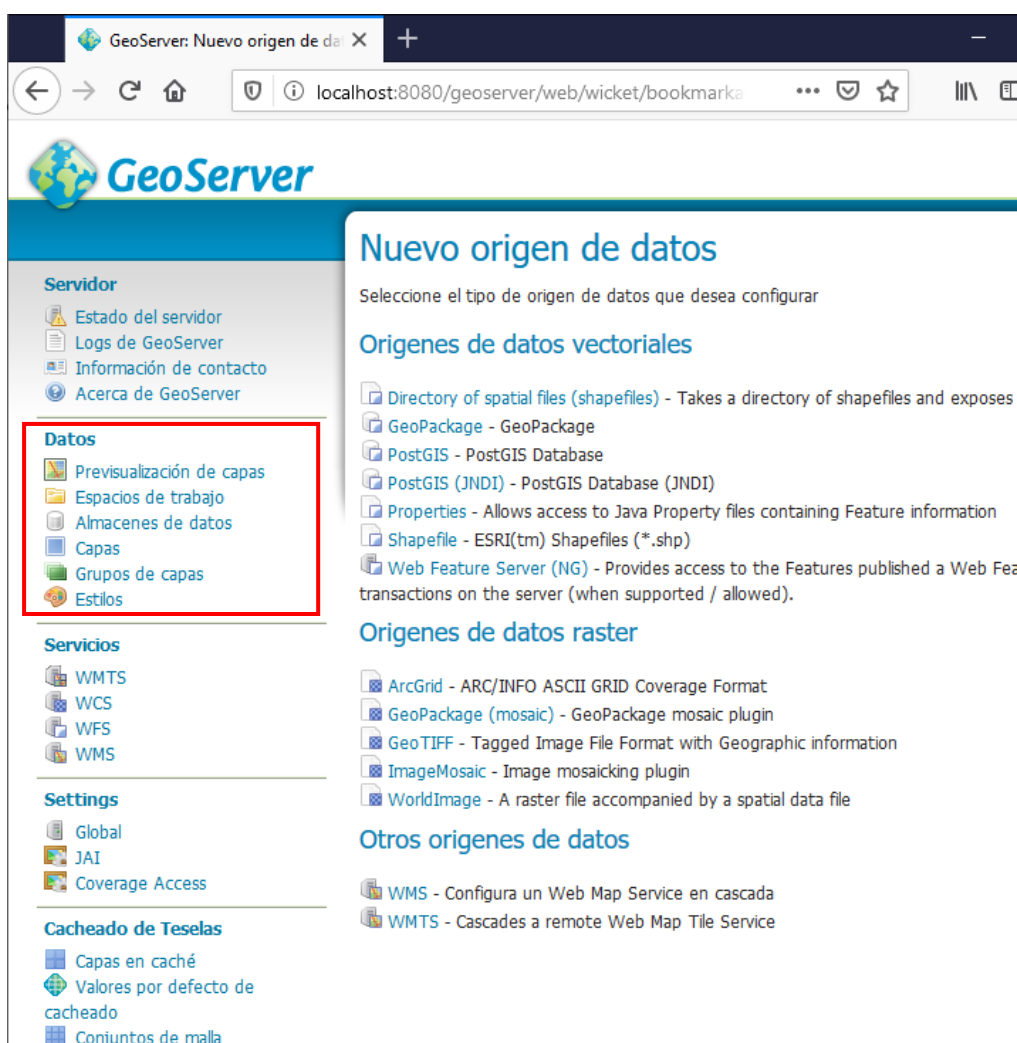 GeoServer: Nuevo origen de da
localhost:8080/geoserver/web/wicket/bookmarka
GeoServer
Servidor
Estado del servidor
Logs de GeoServer
Información de contacto
Acerca de GeoServer
Datos
Previsualización de capas
Espacios de trabajo
Almacenes de datos
Capas
Grupos de capas
Estilos
Servicios
WMTS
WCS
WFS
WMS
Settings
Global
JAI
Coverage Access
Cacheado de Teselas
Capas en caché
Valores por defecto de
cacheado
Conjuntos de malla
Nuevo origen de datos
Seleccione el tipo de origen de datos que desea configurar
Origenes de datos vectoriales
Directory of spatial files (shapefiles) - Takes a directory of shapefiles and exposes
GeoPackage - GeoPackage
PostGIS - PostGIS Database
PostGIS (JNDI) - PostGIS Database (JNDI)
Properties - Allows access to Java Property files containing Feature information
Shapefile - ESRI(tm) Shapefiles (*.shp)
Web Feature Server (NG) - Provides access to the Features published a Web Fea
transactions on the server (when supported / allowed).
Origenes de datos raster
ArcGrid - ARC/INFO ASCII GRID Coverage Format
GeoPackage (mosaic) - GeoPackage mosaic plugin
GeoTIFF - Tagged Image File Format with Geographic information
ImageMosaic - Image mosaicking plugin
WorldImage - A raster file accompanied by a spatial data file
Otros origenes de datos
WMS - Configura un Web Map Service en cascada
WMTS - Cascades a remote Web Map Tile Service